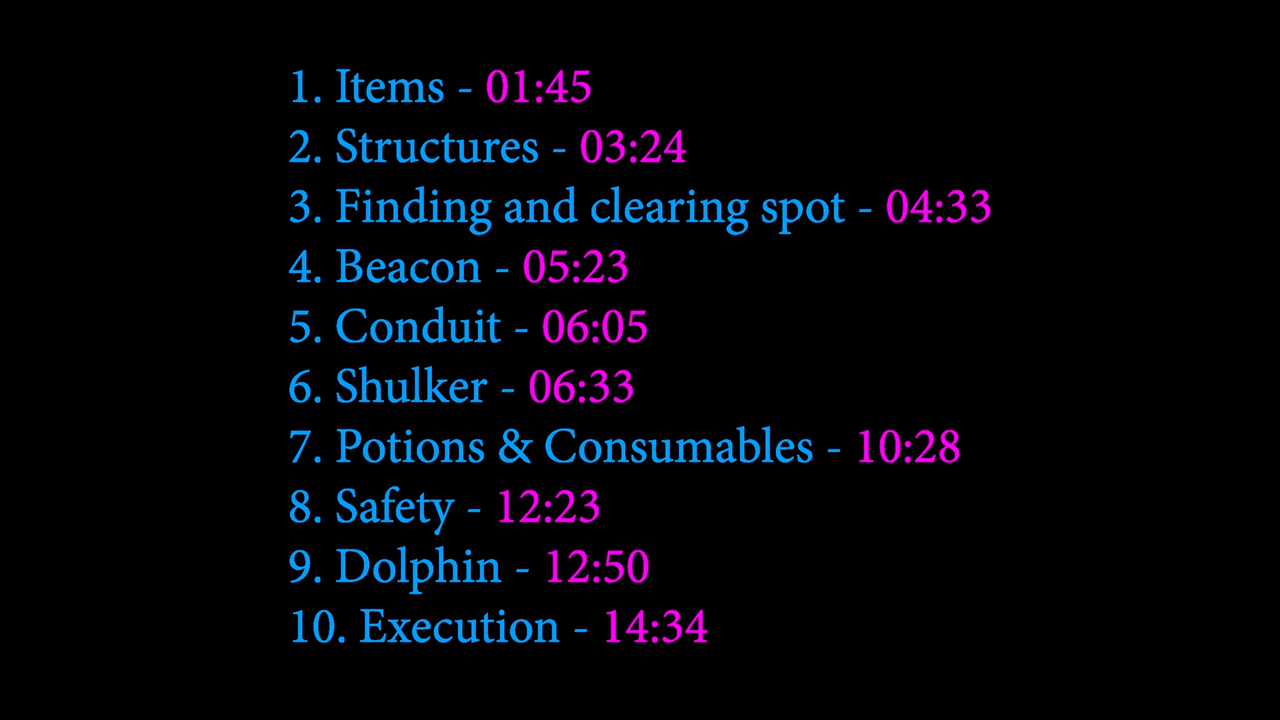 1. Items - 01:45
2. Structures - 03:24
3. Finding and clearing spot - 04:33
4. Beacon - 05:23
5. Conduit - 06:05
6. Shulker - 06:33
7. Potions & Consumables - 10:28
8. Safety - 12:23
9. Dolphin - 12:50
10. Execution - 14:34